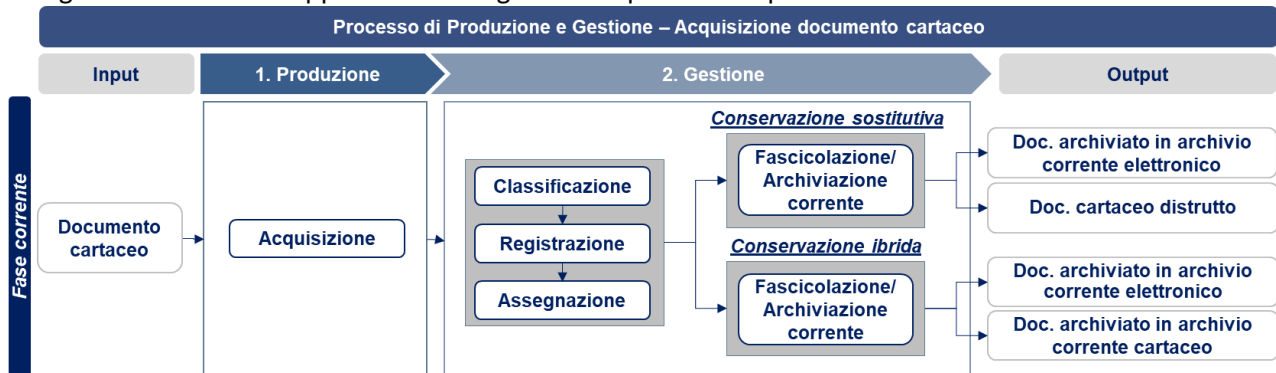 Processo di Produzione e Gestione – Acquisizione documento cartaceo
Input
1. Produzione
2. Gestione
Output
Fase corrente
Documento
cartaceo
Acquisizione
Classificazione
Registrazione
Assegnazione
Conservazione sostitutiva
Fascicolazione/
Archiviazione
corrente
Conservazione ibrida
Fascicolazione/
Archiviazione
corrente
Doc. archiviato in archivio
corrente elettronico
Doc. cartaceo distrutto
Doc. archiviato in archivio
corrente elettronico
Doc. archiviato in archivio
corrente cartaceo